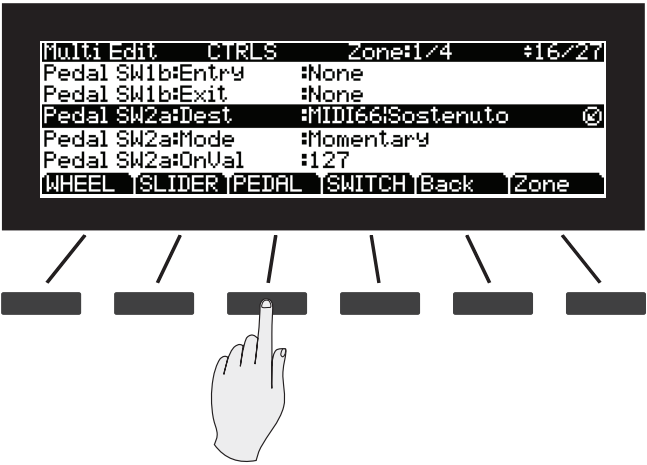 Multi Edit CTRLS Zone:1/4 ÷16/27
Pedal SW1b:Entry :None
Pedal SW1b:Exit :None
Pedal SW2a:Dest :MIDI66¦Sostenuto
Pedal SW2a:Mode :Momentary
Pedal SW2a:OnVal :127
WHEEL SLIDER PEDAL SWITCH Back Zone